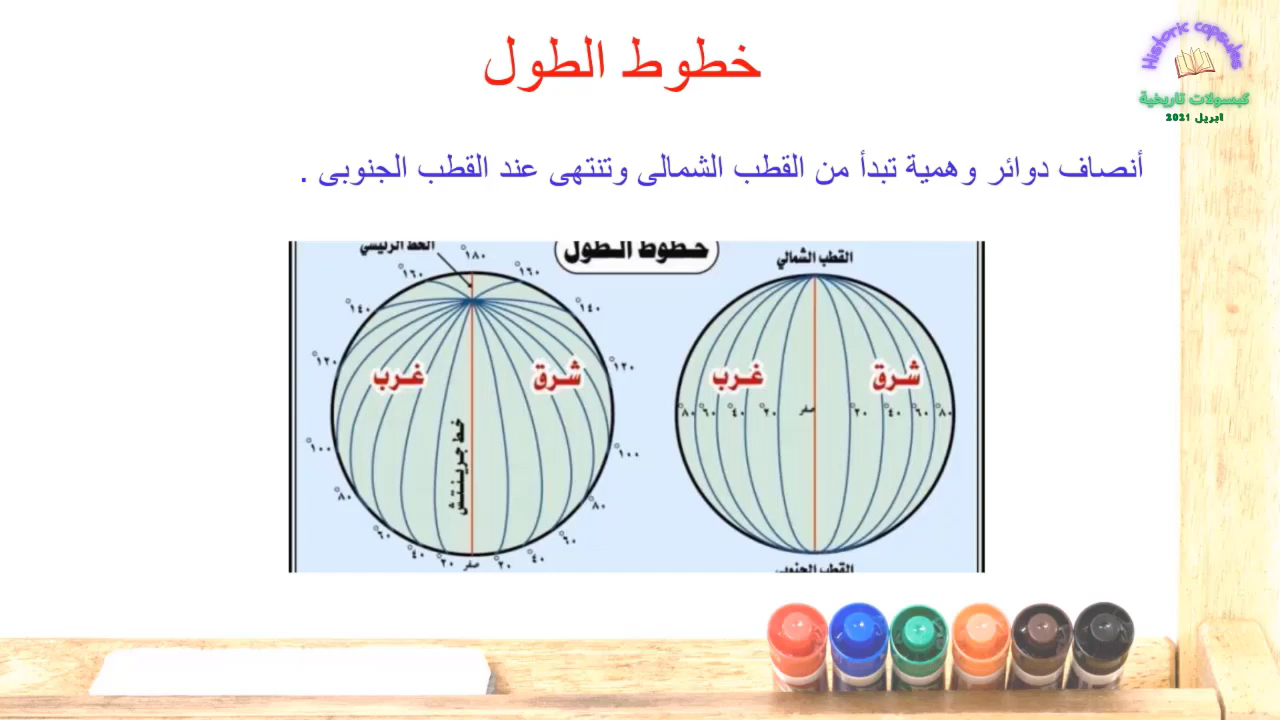 خطوط الطول
Historic capsules
كبسولات تاريخية
ابريل 2021
أنصاف دوائر وهمية تبدأ من القطب الشمالى وتنتهى عند القطب الجنوبى .
خطوط الطول
الخط الرئيسي
°١٨٠
°١٦٠
°١٦٠
°١٤٠
°١٤٠
°١٢٠
°١٢٠
غرب
شرق
خط جرينتش
°١٠٠
°١٠٠
°٨٠
°٨٠
°٦٠
°٦٠
°٤٠
°٤٠
°٢٠
صفر
°٢٠
القطب الشمالي
غرب
شرق
°٨٠ °٦٠ °٤٠ °٢٠ صفر °٢٠ °٤٠ °٦٠ °٨٠
القطب الجنوبي